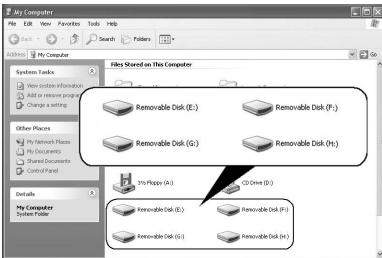 My Computer
File Edit View Favorites Tools Help
Back Search Folders
Address My Computer Go
System Tasks
View system information
Add or remove program
Change a setting
Other Places
My Network Places
My Documents
Shared Documents
Control Panel
Details
My Computer
System Folder
Files Stored on This Computer
Removable Disk (E:) Removable Disk (F:)
Removable Disk (G:) Removable Disk (H:)
3½ Floppy (A:) CD Drive (D:)
Removable Disk (E:) Removable Disk (F:)
Removable Disk (G:) Removable Disk (H:)